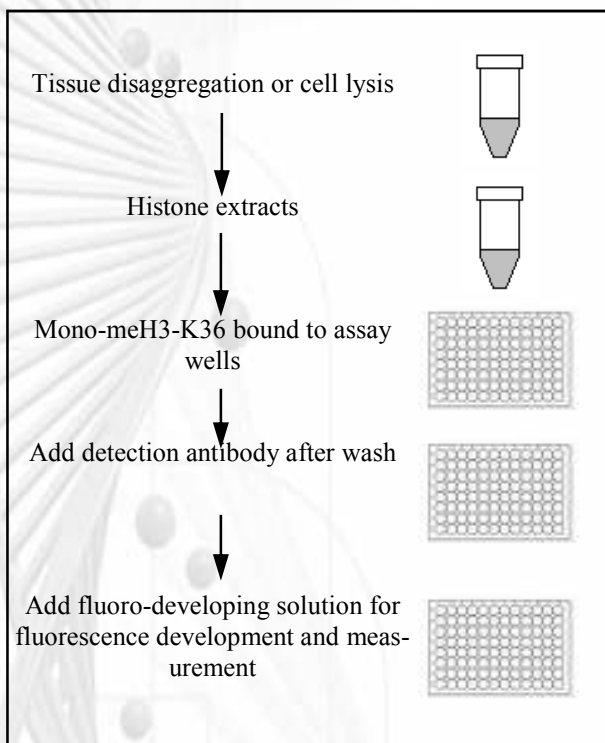 Tissue disaggregation or cell lysis
Histone extracts
Mono-meH3-K36 bound to assay
wells
Add detection antibody after wash
Add fluoro-developing solution for
fluorescence development and meas-
urement